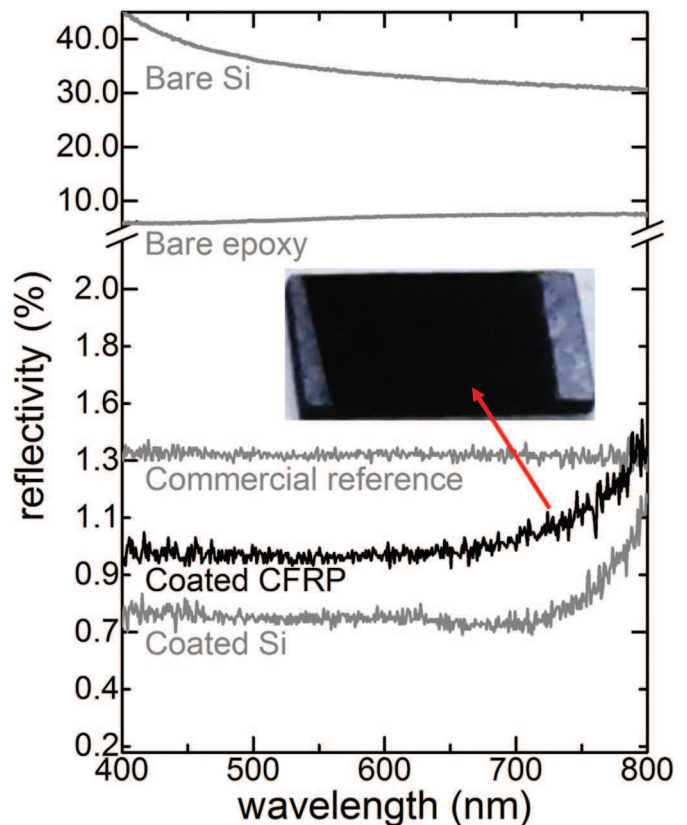 40.0
Bare Si
30.0
20.0
10.0
Bare epoxy
2.0
1.8
1.6
1.3
Commercial reference
1.1
0.9
Coated CFRP
0.7
Coated Si
0.4
0.2
400 500 600 700 800
wavelength (nm)
reflectivity (%)